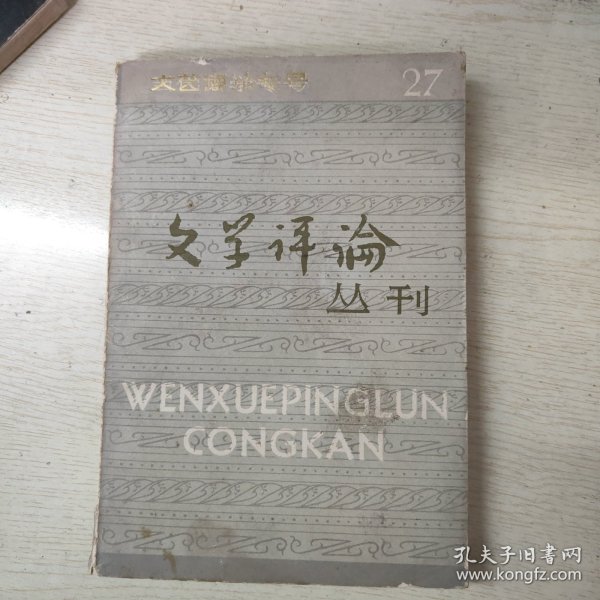 文艺理论专号
27
文学评論
丛刊
WENXUEPINGLUN
CONGKAN
孔夫子旧书网
www.kongfz.com